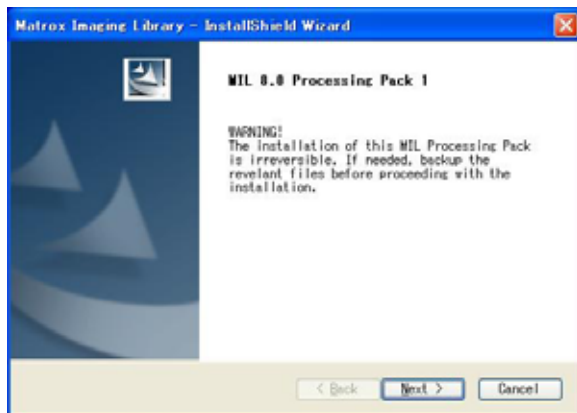 Matrox Imaging Library - InstallShield Wizard
MIL 8.0 Processing Pack 1
WARNING!
The installation of this MIL Processing Pack
is irreversible. If needed, backup the
revelant files before proceeding with the
installation.
< Back
Next >
Cancel